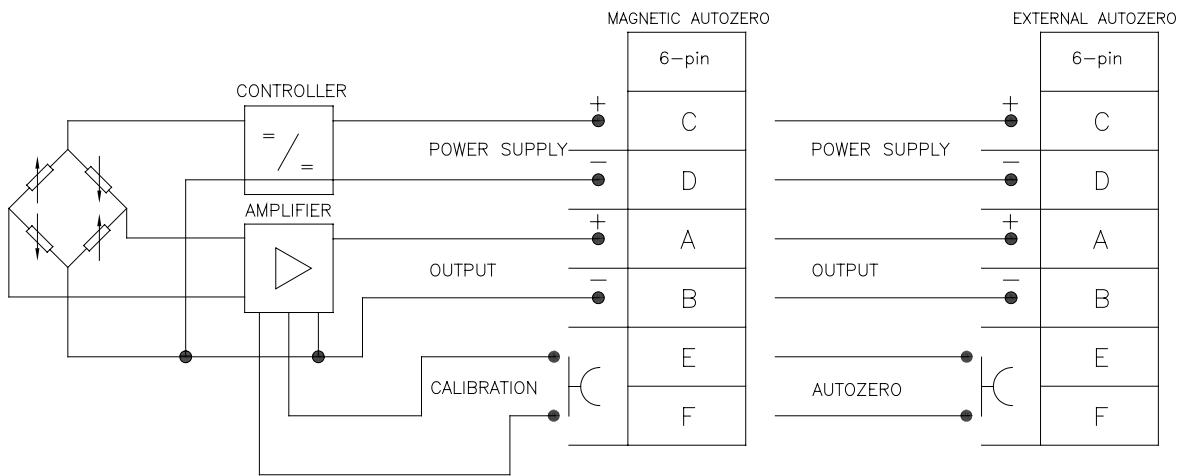 MAGNETIC AUTOZERO
EXTERNAL AUTOZERO
6-pin
6-pin
CONTROLLER
+
C
+
C
= / =
POWER SUPPLY
POWER SUPPLY
−
D
−
D
AMPLIFIER
+
A
+
A
OUTPUT
OUTPUT
−
B
−
B
E
E
CALIBRATION
AUTOZERO
F
F